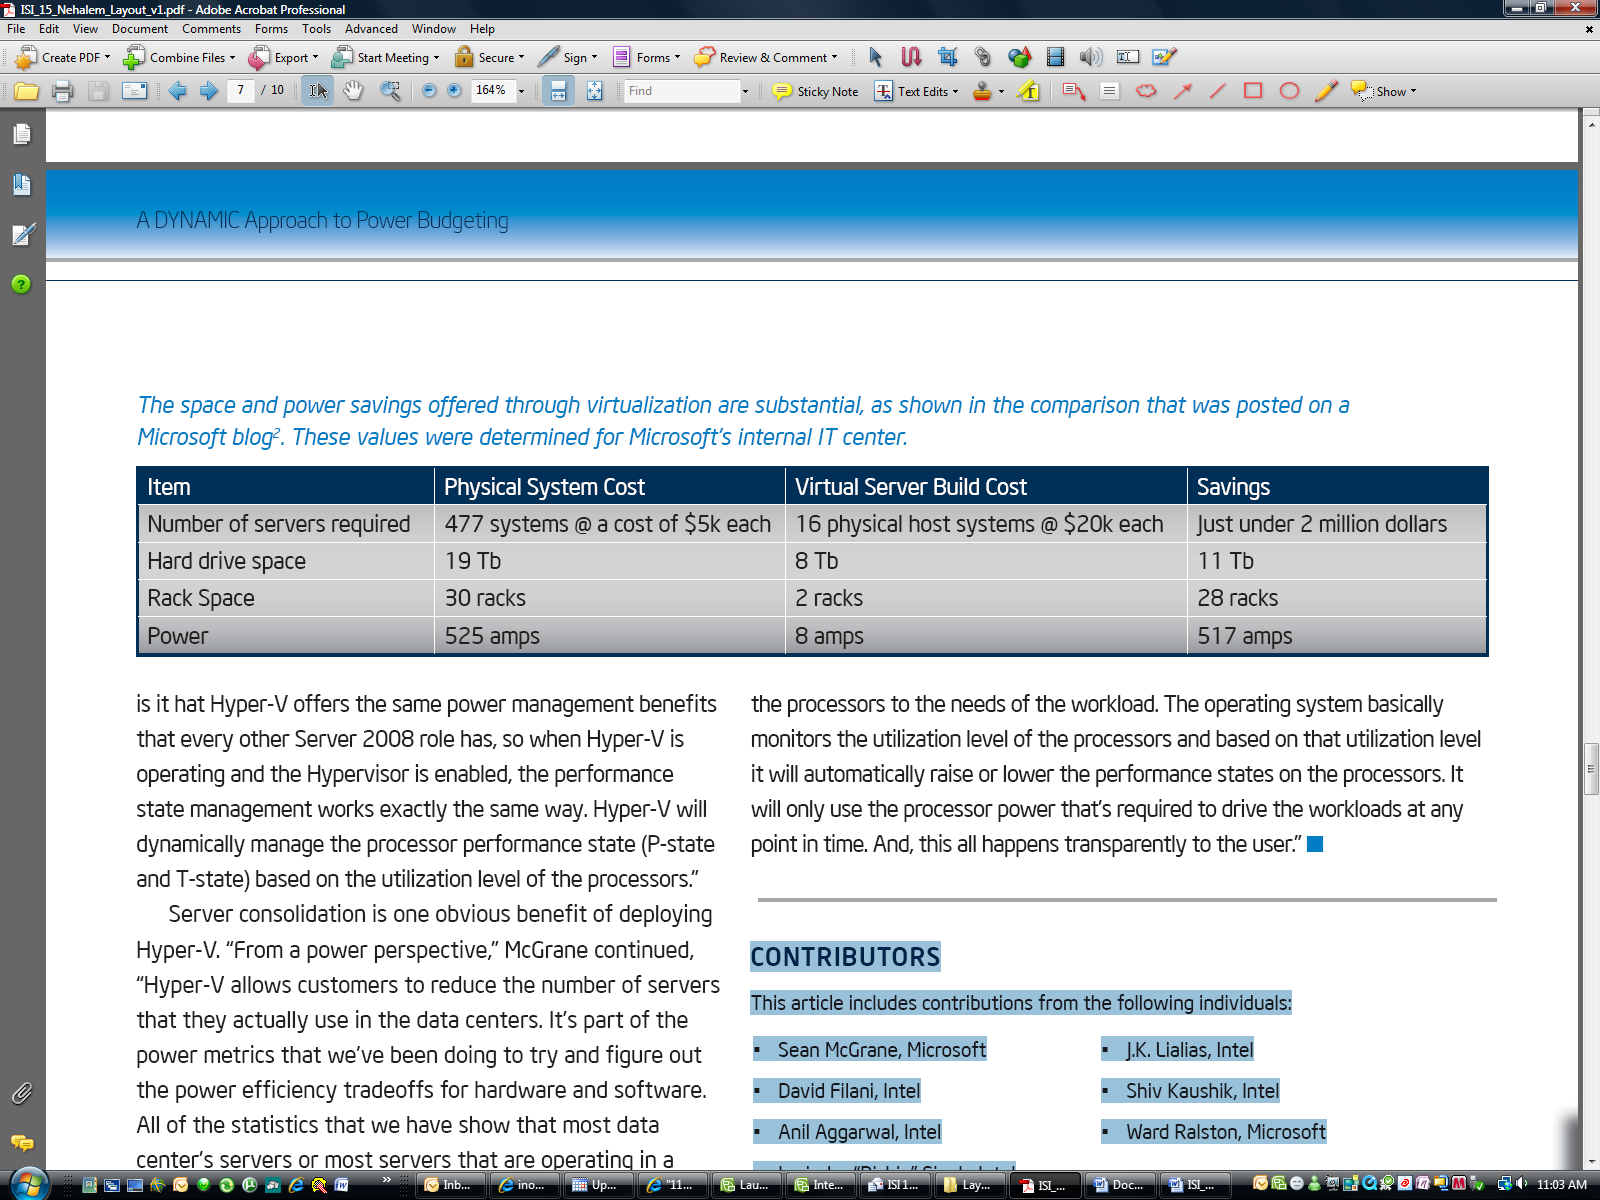 ISI_15_Nehalem_Layout_v1.pdf - Adobe Acrobat Professional
File Edit View Document Comments Forms Tools Advanced Window Help
Create PDF Combine Files Export Start Meeting Secure Sign Forms Review & Comment
7 / 10 164% Find Sticky Note Text Edits Show
A DYNAMIC Approach to Power Budgeting
The space and power savings offered through virtualization are substantial, as shown in the comparison that was posted on a
Microsoft blog2. These values were determined for Microsoft's internal IT center.
Item Physical System Cost Virtual Server Build Cost Savings
Number of servers required 477 systems @ a cost of $5k each 16 physical host systems @ $20k each Just under 2 million dollars
Hard drive space 19 Tb 8 Tb 11 Tb
Rack Space 30 racks 2 racks 28 racks
Power 525 amps 8 amps 517 amps
is it hat Hyper-V offers the same power management benefits
that every other Server 2008 role has, so when Hyper-V is
operating and the Hypervisor is enabled, the performance
state management works exactly the same way. Hyper-V will
dynamically manage the processor performance state (P-state
and T-state) based on the utilization level of the processors."
Server consolidation is one obvious benefit of deploying
Hyper-V. "From a power perspective," McGrane continued,
"Hyper-V allows customers to reduce the number of servers
that they actually use in the data centers. It's part of the
power metrics that we've been doing to try and figure out
the power efficiency tradeoffs for hardware and software.
All of the statistics that we have show that most data
center's servers or most servers that are operating in a
the processors to the needs of the workload. The operating system basically
monitors the utilization level of the processors and based on that utilization level
it will automatically raise or lower the performance states on the processors. It
will only use the processor power that's required to drive the workloads at any
point in time. And, this all happens transparently to the user."
CONTRIBUTORS
This article includes contributions from the following individuals:
▪ Sean McGrane, Microsoft ▪ J.K. Lialias, Intel
▪ David Filani, Intel ▪ Shiv Kaushik, Intel
▪ Anil Aggarwal, Intel ▪ Ward Ralston, Microsoft
Inb... ino... Up... "11... Lau... Inte... ISI 1... Lay... ISI_... Doc... ISI_... 11:03 AM